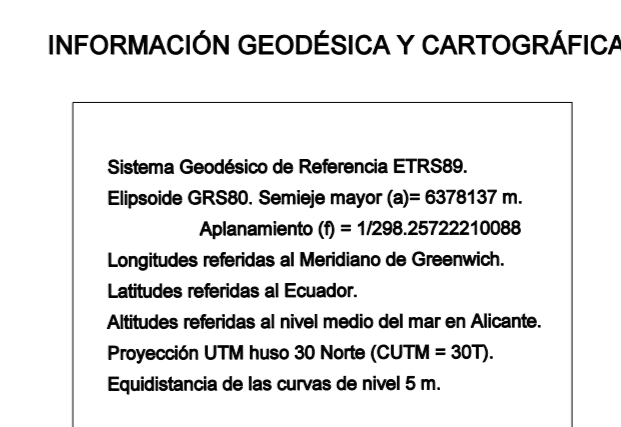 INFORMACIÓN GEODÉSICA Y CARTOGRÁFICA
Sistema Geodésico de Referencia ETRS89.
Elipsoide GRS80. Semieje mayor (a)= 6378137 m.
Aplanamiento (f) = 1/298.25722210088
Longitudes referidas al Meridiano de Greenwich.
Latitudes referidas al Ecuador.
Altitudes referidas al nivel medio del mar en Alicante.
Proyección UTM huso 30 Norte (CUTM = 30T).
Equidistancia de las curvas de nivel 5 m.